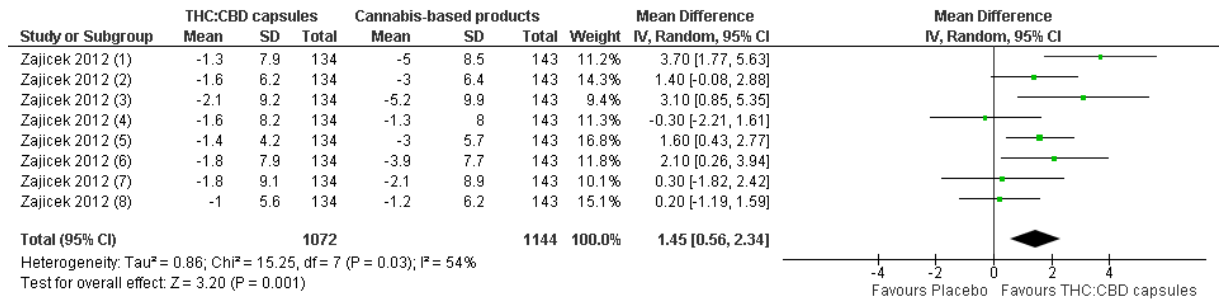 THC:CBD capsules Cannabis-based products Mean Difference Mean Difference
Study or Subgroup Mean SD Total Mean SD Total Weight IV, Random, 95% CI IV, Random, 95% CI
Zajicek 2012 (1) -1.3 7.9 134 -5 8.5 143 11.2% 3.70 [1.77, 5.63]
Zajicek 2012 (2) -1.6 6.2 134 -3 6.4 143 14.3% 1.40 [-0.08, 2.88]
Zajicek 2012 (3) -2.1 9.2 134 -5.2 9.9 143 9.4% 3.10 [0.85, 5.35]
Zajicek 2012 (4) -1.6 8.2 134 -1.3 8 143 11.3% -0.30 [-2.21, 1.61]
Zajicek 2012 (5) -1.4 4.2 134 -3 5.7 143 16.8% 1.60 [0.43, 2.77]
Zajicek 2012 (6) -1.8 7.9 134 -3.9 7.7 143 11.8% 2.10 [0.26, 3.94]
Zajicek 2012 (7) -1.8 9.1 134 -2.1 8.9 143 10.1% 0.30 [-1.82, 2.42]
Zajicek 2012 (8) -1 5.6 134 -1.2 6.2 143 15.1% 0.20 [-1.19, 1.59]
Total (95% CI) 1072 1144 100.0% 1.45 [0.56, 2.34]
Heterogeneity: Tau² = 0.86; Chi² = 15.25, df = 7 (P = 0.03); I² = 54%
Test for overall effect: Z = 3.20 (P = 0.001)
-4 -2 0 2 4
Favours Placebo Favours THC:CBD capsules